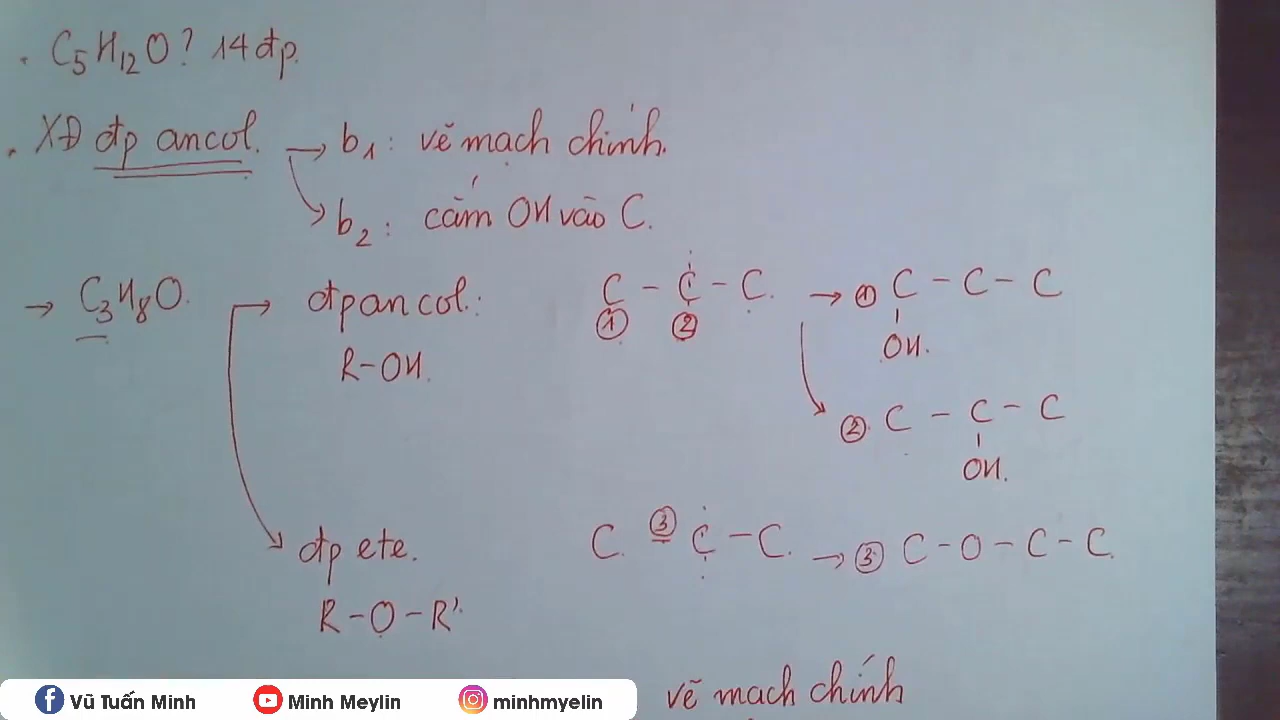 . C5H12O? 14 đp.
. XĐ đp ancol. → b1: vẽ mạch chính.
b2: cắm OH vào C.
→ C3H8O. → đp ancol: C - C - C. → ① C - C - C
① ②
OH.
R-OH.
② C - C - C
OH.
đp ete. C. ③ C - C. → ③ C - O - C - C.
R-O-R'.
vẽ mạch chính
Vũ Tuấn Minh Minh Meylin minhmyelin